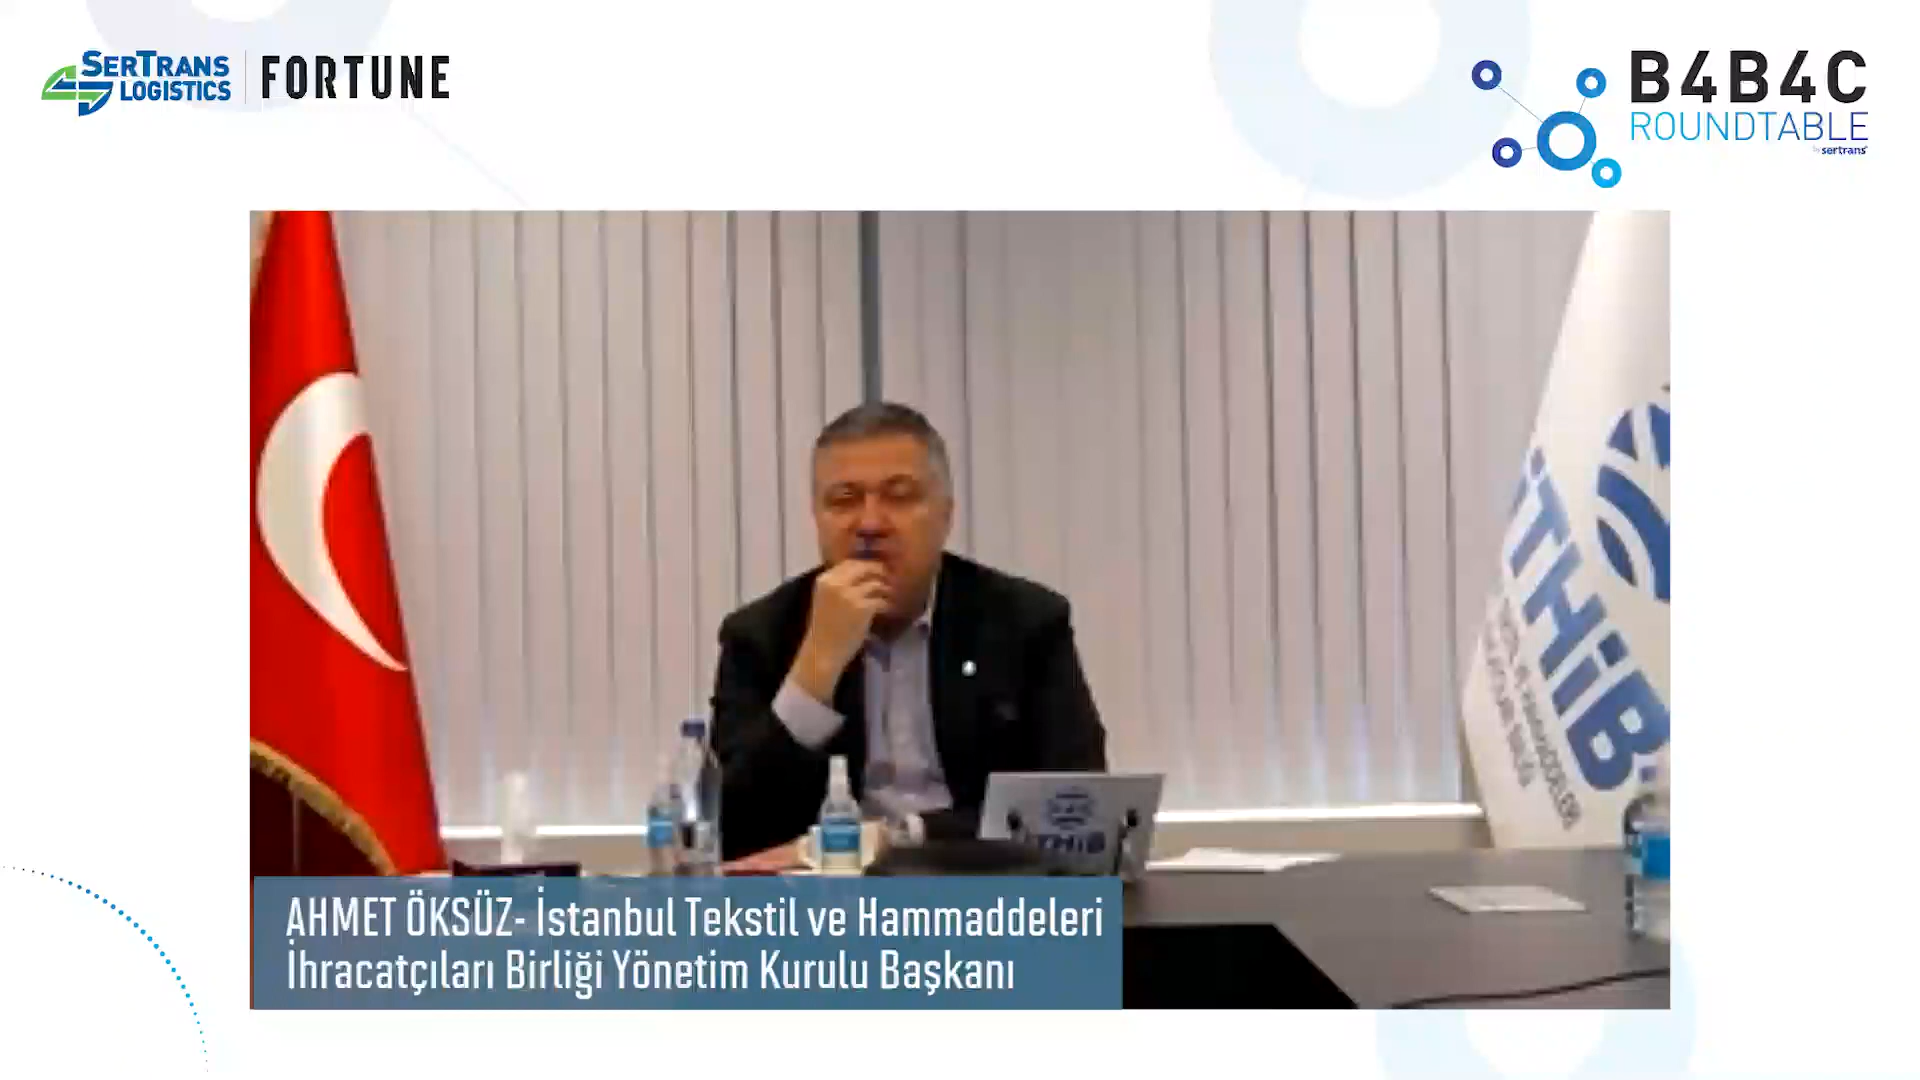 SERTRANS
LOGISTICS
FORTUNE
B4B4C
ROUNDTABLE
by sertrans
İTHİB
İTHİB
AHMET ÖKSÜZ- İstanbul Tekstil ve Hammaddeleri
İhracatçıları Birliği Yönetim Kurulu Başkanı